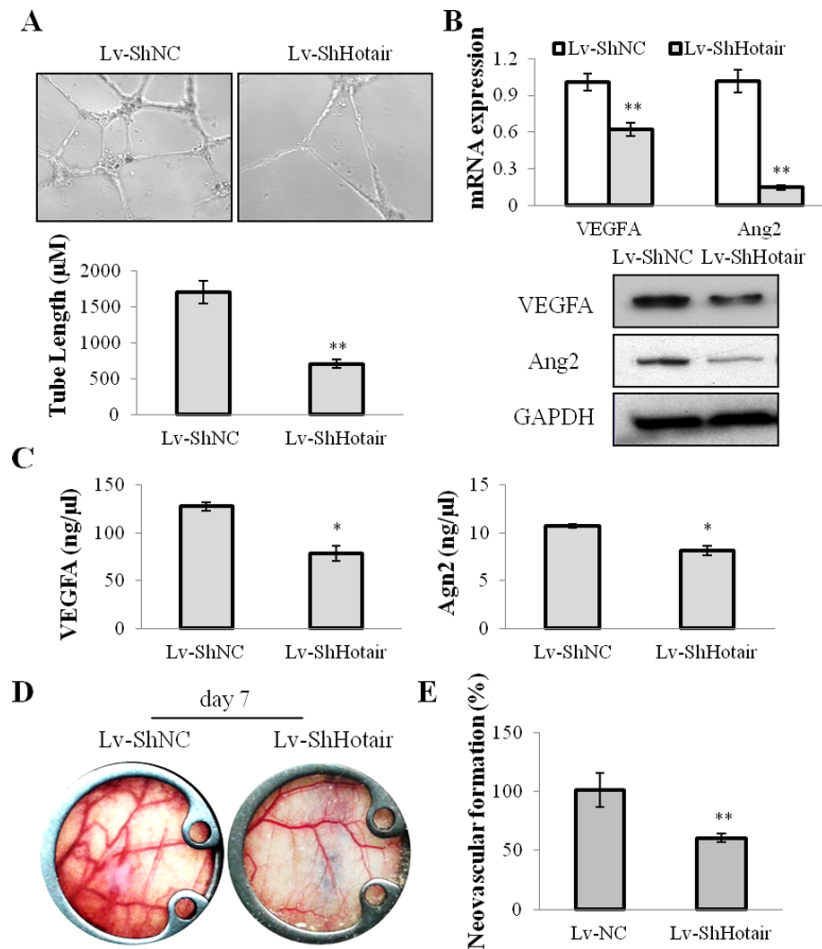 A
Lv-ShNC Lv-ShHotair
Tube Length (μM)
2000
1500
1000
500
0
**
Lv-ShNC Lv-ShHotair
B
mRNA expression
Lv-ShNC Lv-ShHotair
1.2
0.9
0.6
0.3
0
**
**
VEGFA Ang2
Lv-ShNC Lv-ShHotair
VEGFA
Ang2
GAPDH
C
VEGFA (ng/μl)
150
100
50
0
*
Lv-ShNC Lv-ShHotair
Agn2 (ng/μl)
15
10
5
0
*
Lv-ShNC Lv-ShHotair
D
day 7
Lv-ShNC Lv-ShHotair
E
Neovascular formation (%)
150
100
50
0
**
Lv-NC Lv-ShHotair